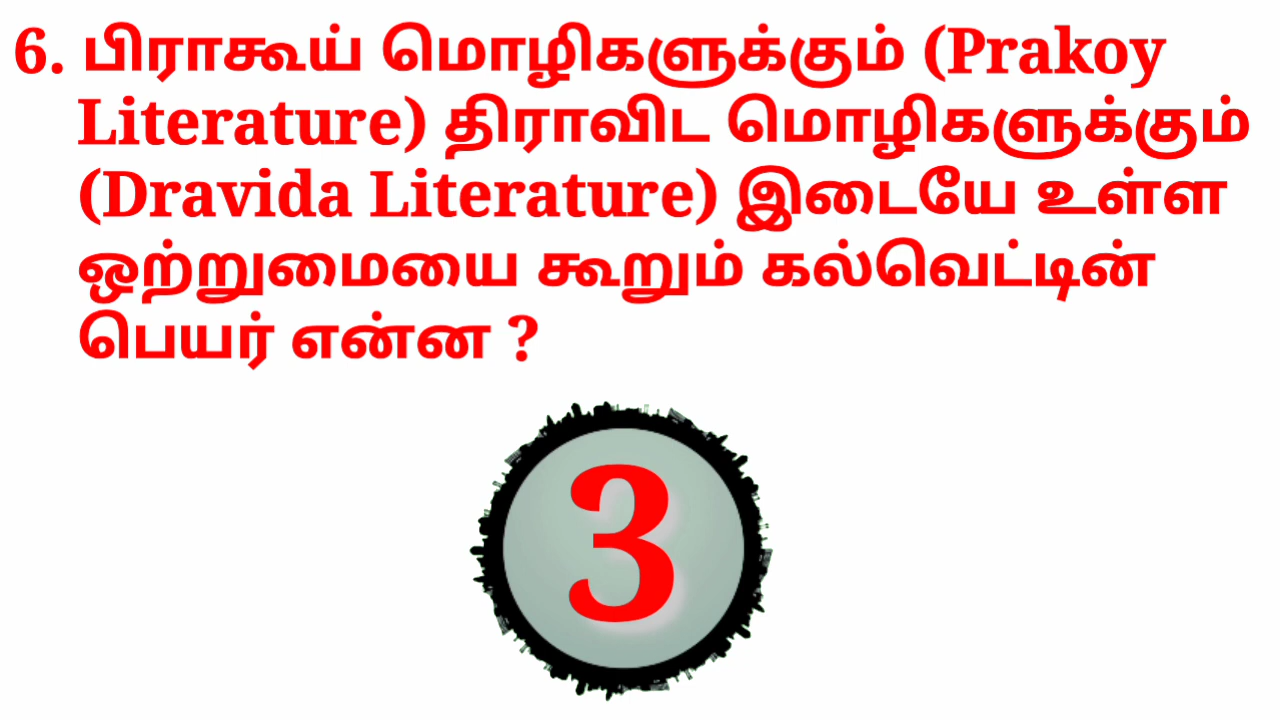 6. பிராகூய் மொழிகளுக்கும் (Prakoy
Literature) திராவிட மொழிகளுக்கும்
(Dravida Literature) இடையே உள்ள
ஒற்றுமையை கூறும் கல்வெட்டின்
பெயர் என்ன ?
3